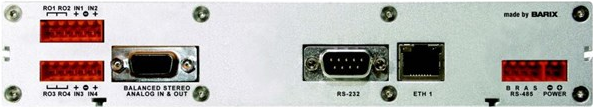 RO1 RO2 IN1 IN2
made by BARIX
RO3 RO4 IN3 IN4
BALANCED STEREO
ANALOG IN & OUT
RS-232
ETH 1
B R A S
RS-485
POWER